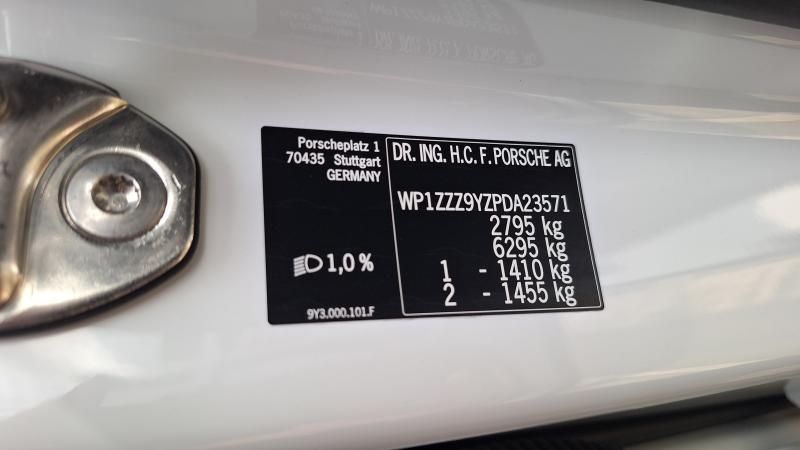 Porscheplatz 1
70435 Stuttgart
GERMANY
1,0 %
9Y3.000.101.F
DR. ING. H.C. F. PORSCHE AG
WP1ZZZ9YZPDA23571
2795 kg
6295 kg
1 - 1410 kg
2 - 1455 kg